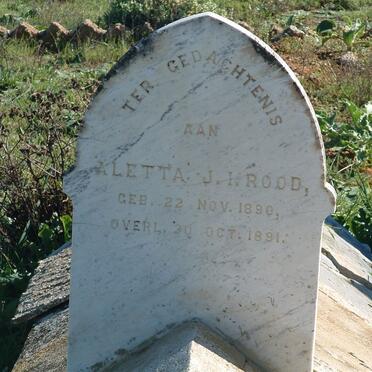 TER GEDACHTENIS
AAN
ALETTA J. I. ROOD,
GEB. 22 NOV. 1890,
OVERL. 30 OCT. 1891.